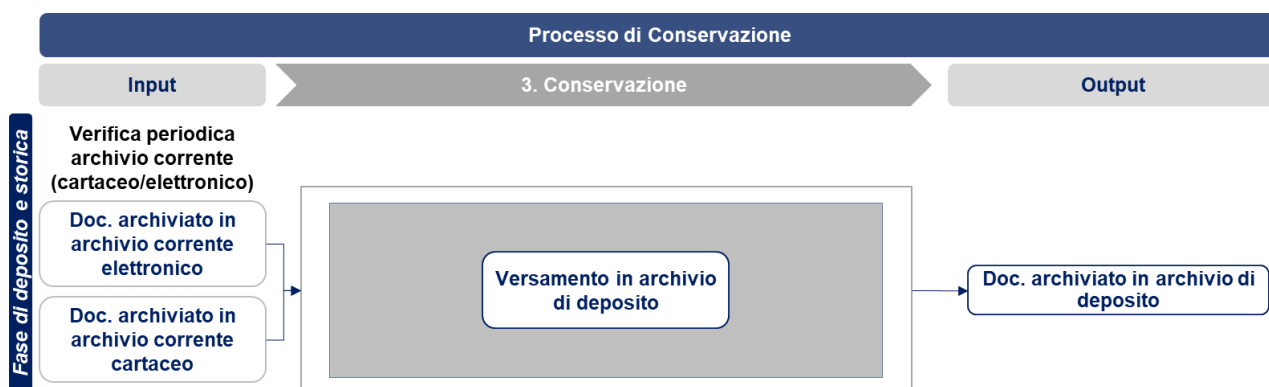 Processo di Conservazione
Input
3. Conservazione
Output
Fase di deposito e storica
Verifica periodica
archivio corrente
(cartaceo/elettronico)
Doc. archiviato in
archivio corrente
elettronico
Doc. archiviato in
archivio corrente
cartaceo
Versamento in archivio
di deposito
Doc. archiviato in archivio di
deposito